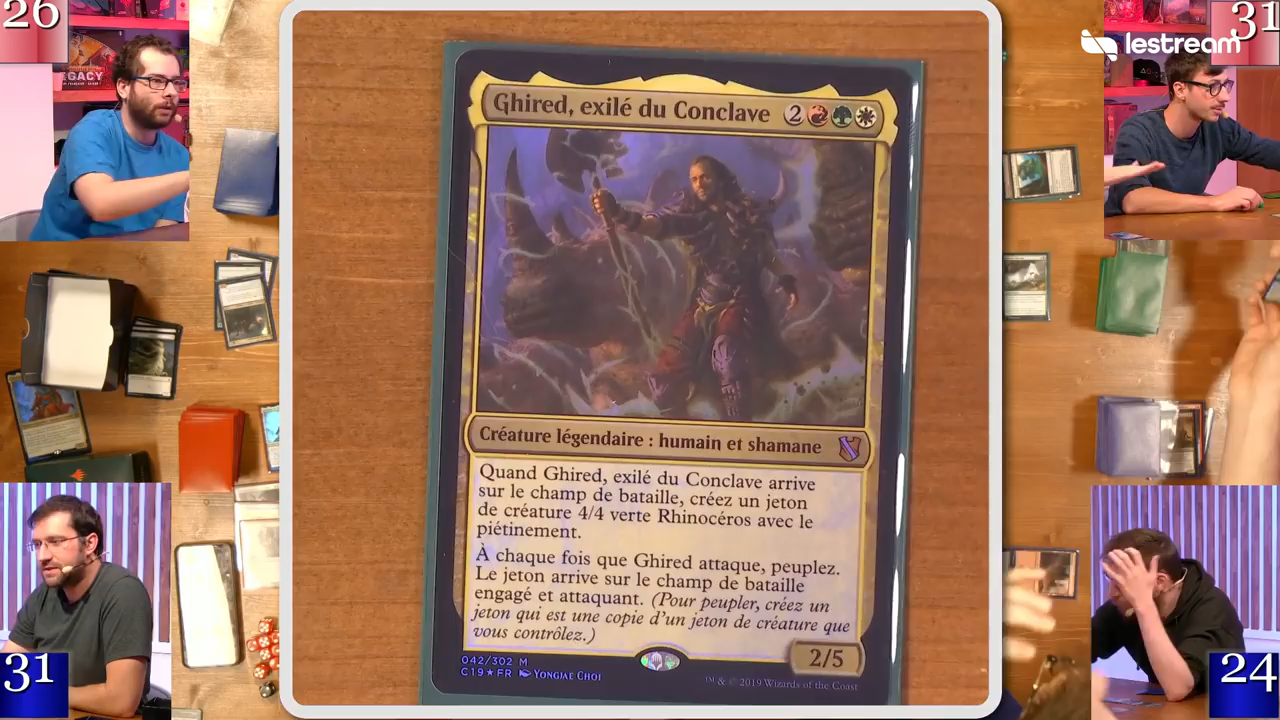 26
31
lestream
LEGACY
Ghired, exilé du Conclave 2
Créature légendaire : humain et shamane
Quand Ghired, exilé du Conclave arrive
sur le champ de bataille, créez un jeton
de créature 4/4 verte Rhinocéros avec le
piétinement.
À chaque fois que Ghired attaque, peuplez.
Le jeton arrive sur le champ de bataille
engagé et attaquant. (Pour peupler, créez un
jeton qui est une copie d'un jeton de créature que
vous contrôlez.)
2/5
042/302 M
C19★FR Yongjae Choi
™ & © 2019 Wizards of the Coast
31
24